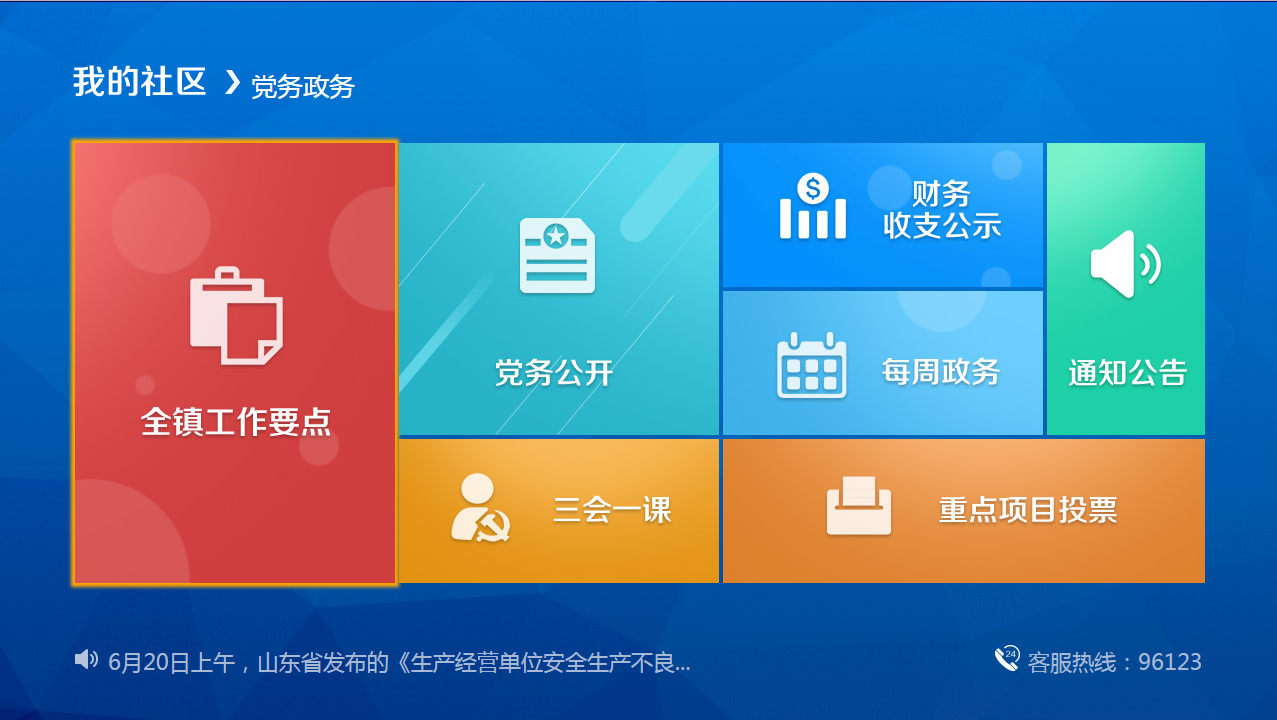 我的社区 › 党务政务
全镇工作要点
党务公开
$
财务
收支公示
每周政务
通知公告
三会一课
重点项目投票
6月20日上午，山东省发布的《生产经营单位安全生产不良...
24
客服热线：96123